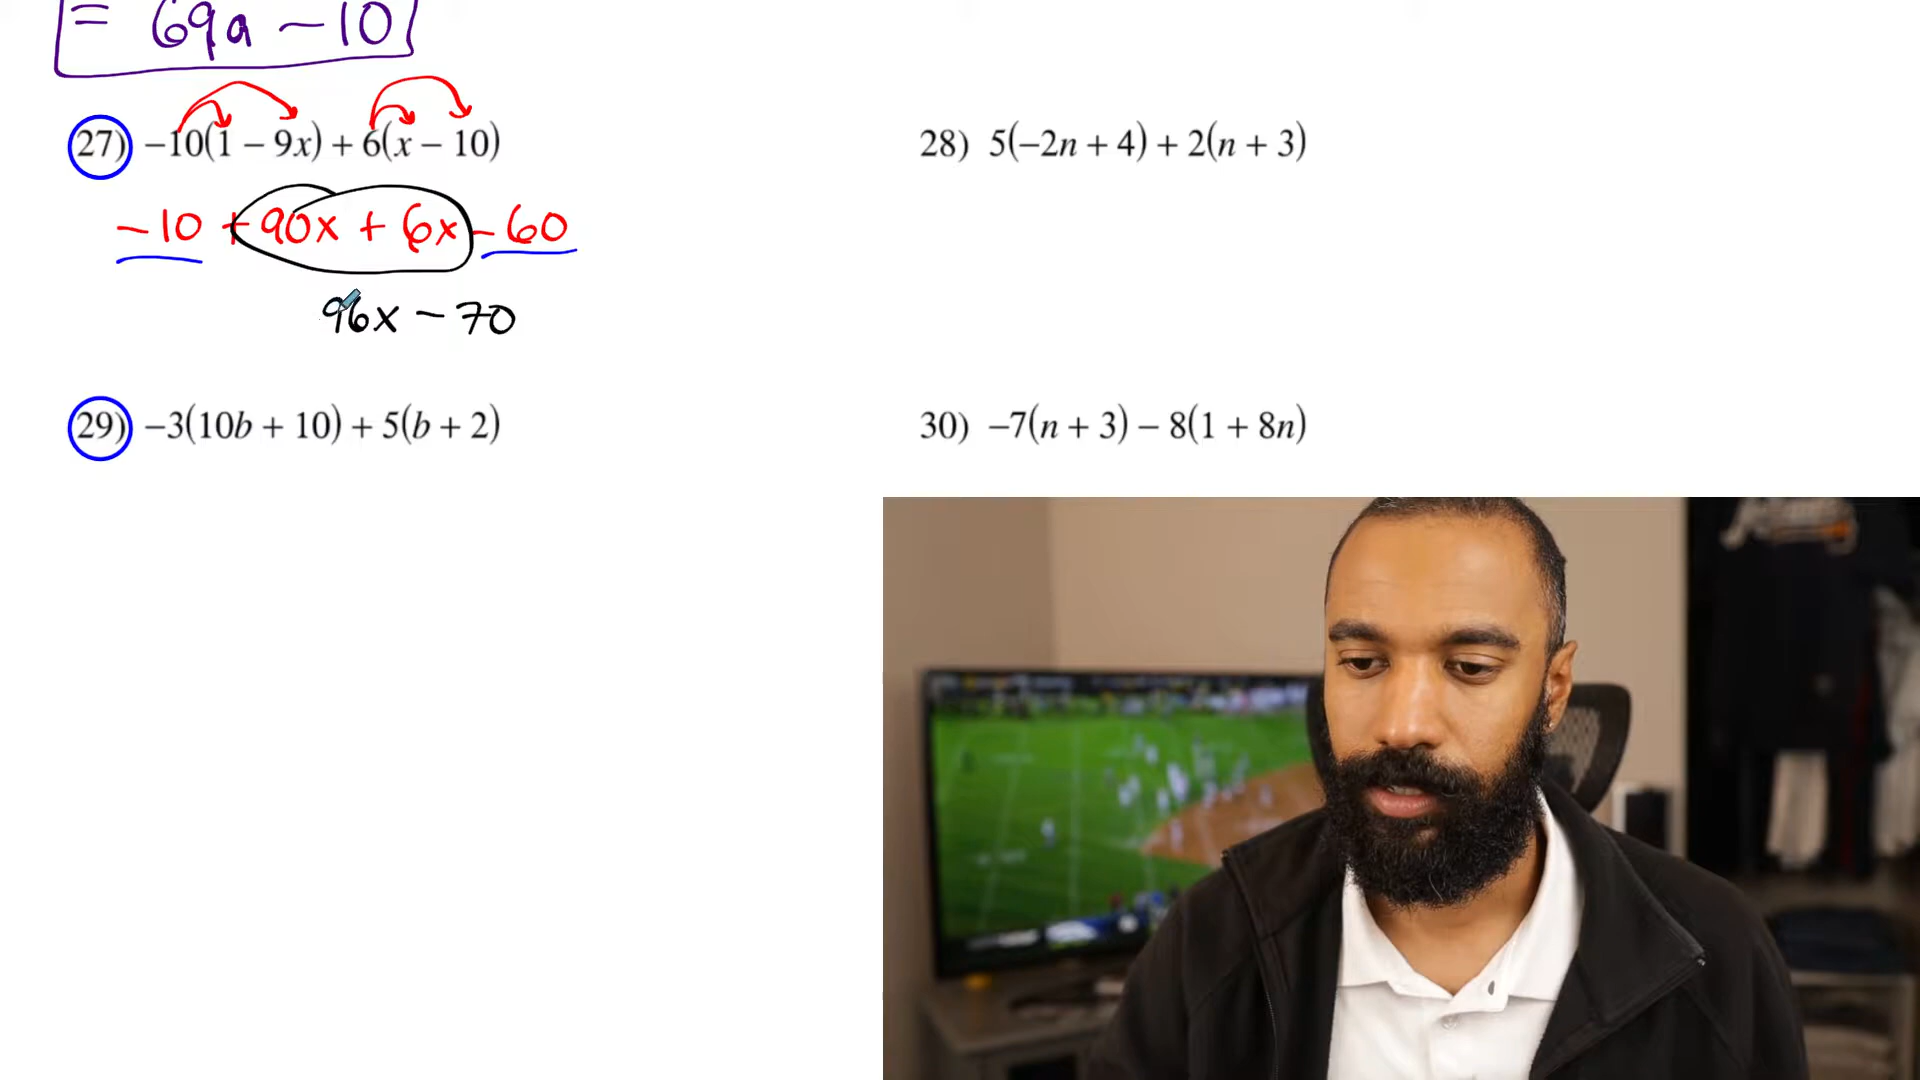 = 69a - 10
27) −10(1 − 9x) + 6(x − 10)
-10 + 90x + 6x - 60
96x - 70
28) 5(−2n + 4) + 2(n + 3)
29) −3(10b + 10) + 5(b + 2)
30) −7(n + 3) − 8(1 + 8n)